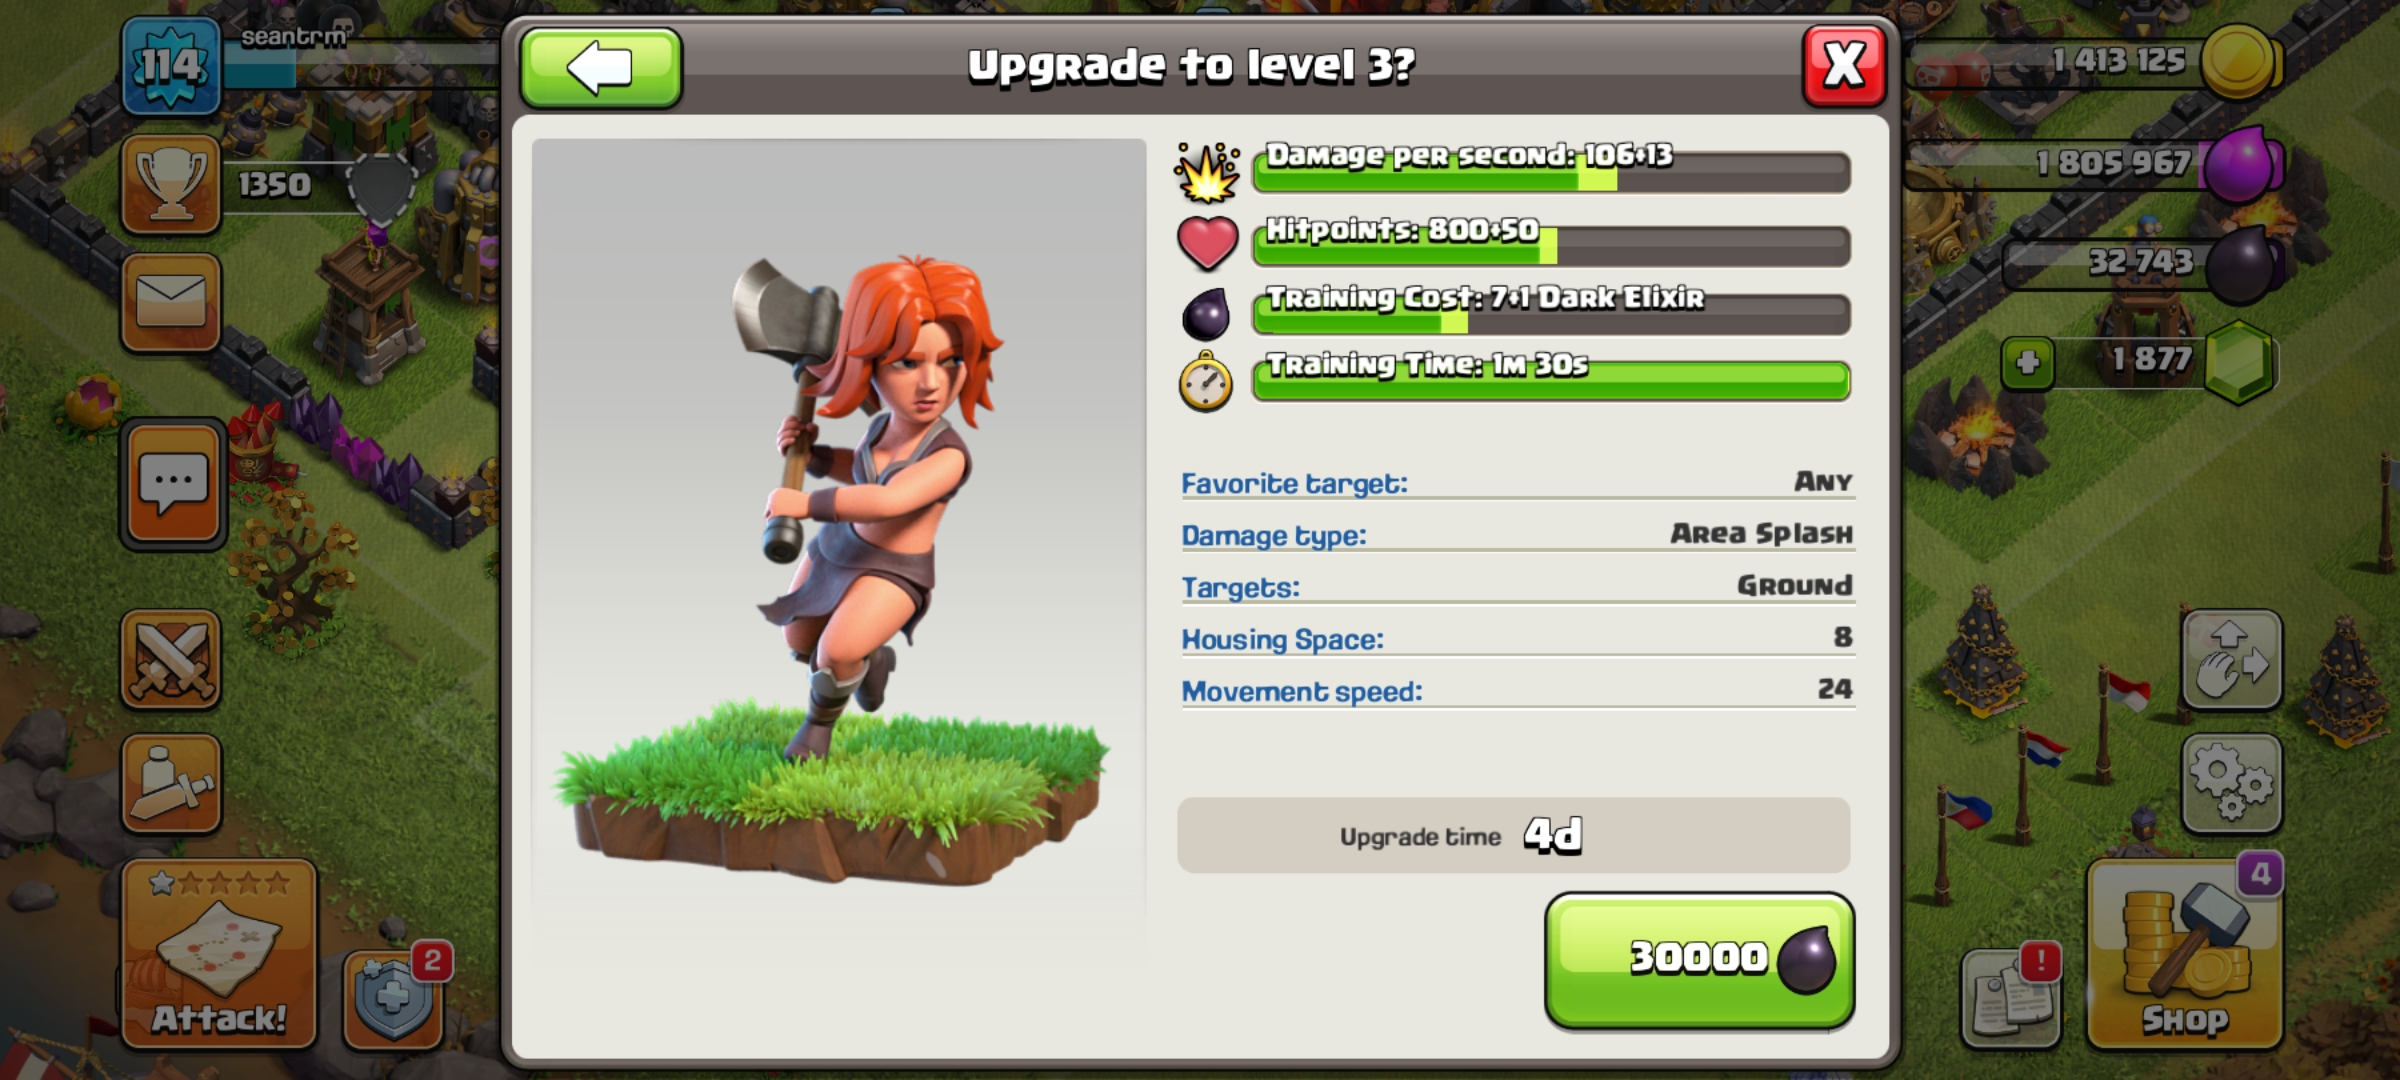 114
seantrm
1350
Upgrade to level 3?
X
1 413 125
1 805 967
32 743
1 877
Damage per second: 106+13
Hitpoints: 800+50
Training Cost: 7+1 Dark Elixir
Training Time: 1m 30s
Favorite target: Any
Damage type: Area Splash
Targets: Ground
Housing Space: 8
Movement speed: 24
Upgrade time 4d
30000
Attack!
2
!
4
Shop